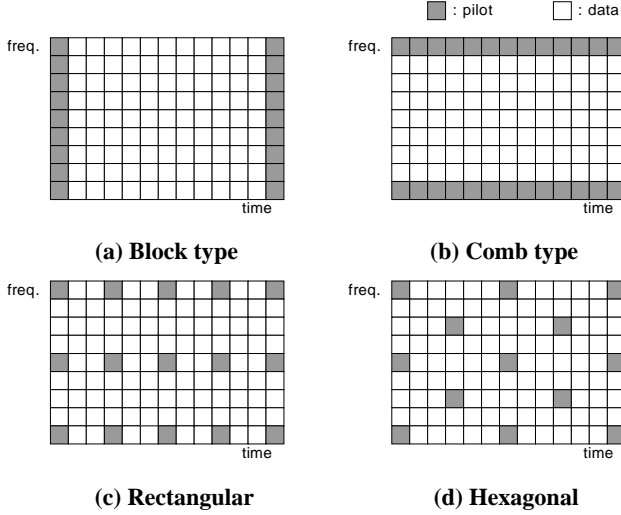 : pilot : data
freq. freq.
time time
(a) Block type (b) Comb type
freq. freq.
time time
(c) Rectangular (d) Hexagonal